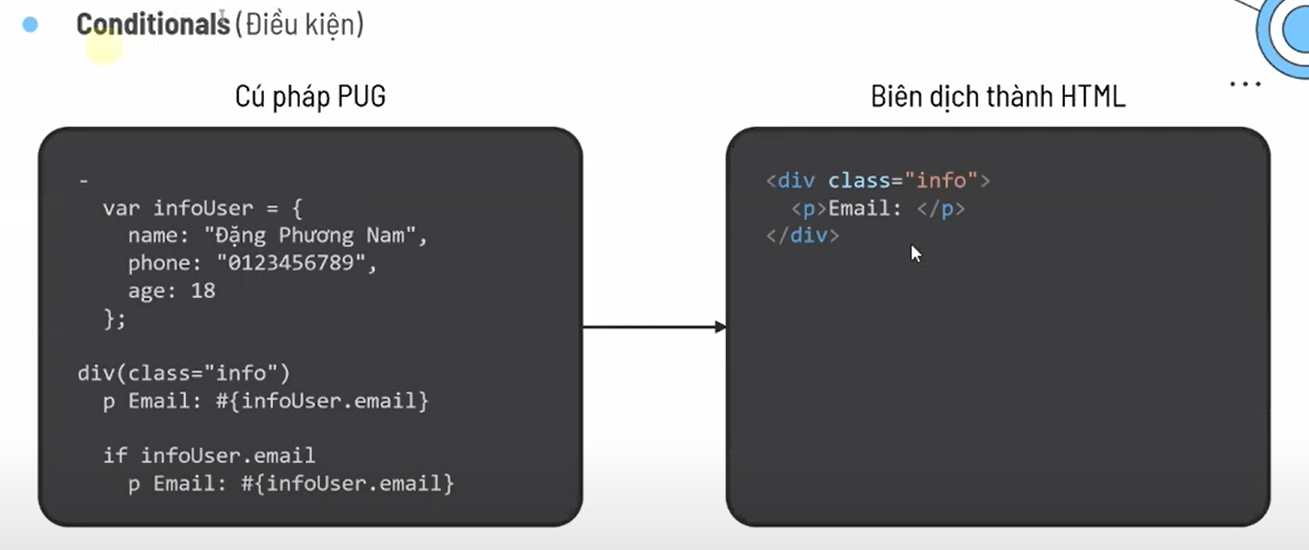 Conditionals (Điều kiện)
Cú pháp PUG
-
  var infoUser = {
    name: "Đặng Phương Nam",
    phone: "0123456789",
    age: 18
  };
div(class="info")
  p Email: #{infoUser.email}
  if infoUser.email
    p Email: #{infoUser.email}
Biên dịch thành HTML
<div class="info">
  <p>Email: </p>
</div>